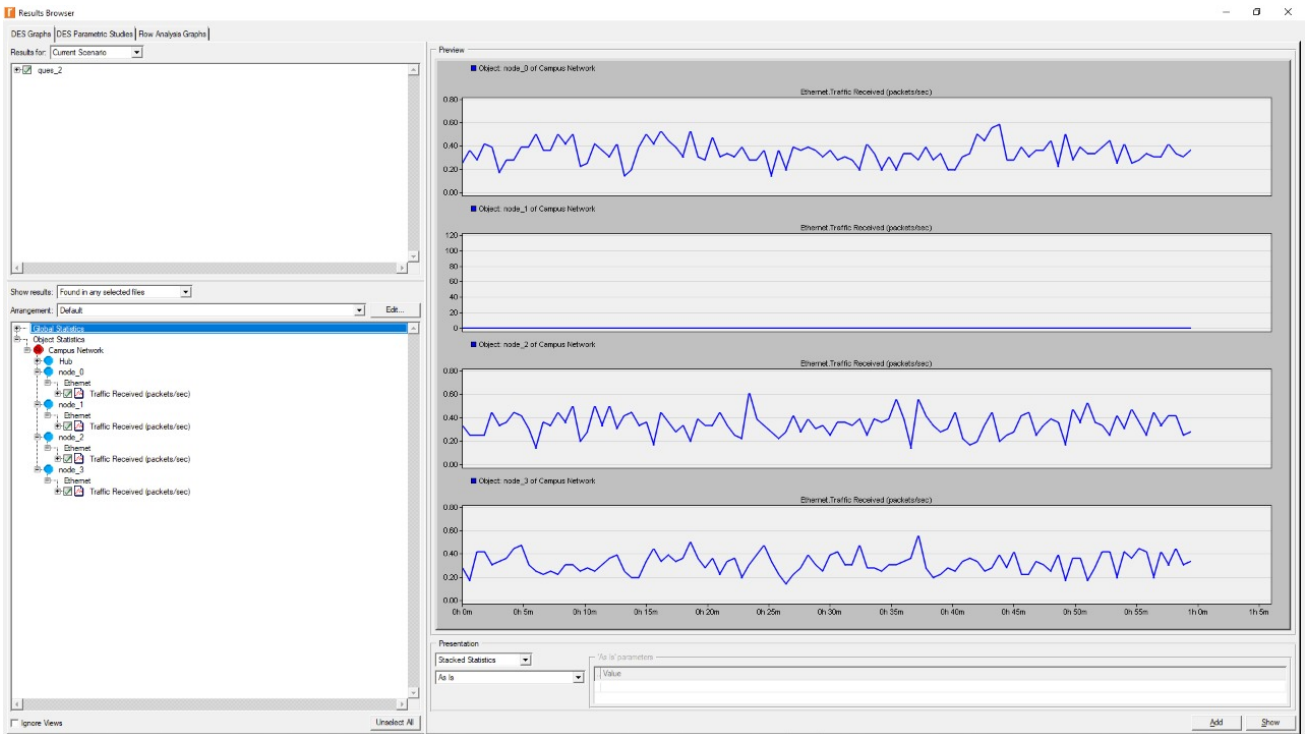 Results Browser
DES Graphs DES Parametric Studies Flow Analysis Graphs
Results for: Current Scenario
ques_2
Show results: Found in any selected files
Arrangement: Default Edit...
Global Statistics
Object Statistics
Campus Network
Hub
node_0
Ethernet
Traffic Received (packets/sec)
node_1
Ethernet
Traffic Received (packets/sec)
node_2
Ethernet
Traffic Received (packets/sec)
node_3
Ethernet
Traffic Received (packets/sec)
Ignore Views Unselect All
Preview
Object: node_0 of Campus Network
Ethernet.Traffic Received (packets/sec)
0.80
0.60
0.40
0.20
0.00
Object: node_1 of Campus Network
Ethernet.Traffic Received (packets/sec)
120
100
80
60
40
20
0
Object: node_2 of Campus Network
Ethernet.Traffic Received (packets/sec)
0.80
0.60
0.40
0.20
0.00
Object: node_3 of Campus Network
Ethernet.Traffic Received (packets/sec)
0.80
0.60
0.40
0.20
0.00
0h 0m 0h 5m 0h 10m 0h 15m 0h 20m 0h 25m 0h 30m 0h 35m 0h 40m 0h 45m 0h 50m 0h 55m 1h 0m 1h 5m
Presentation
Stacked Statistics
As Is
'As Is' parameters
Value
Add Show